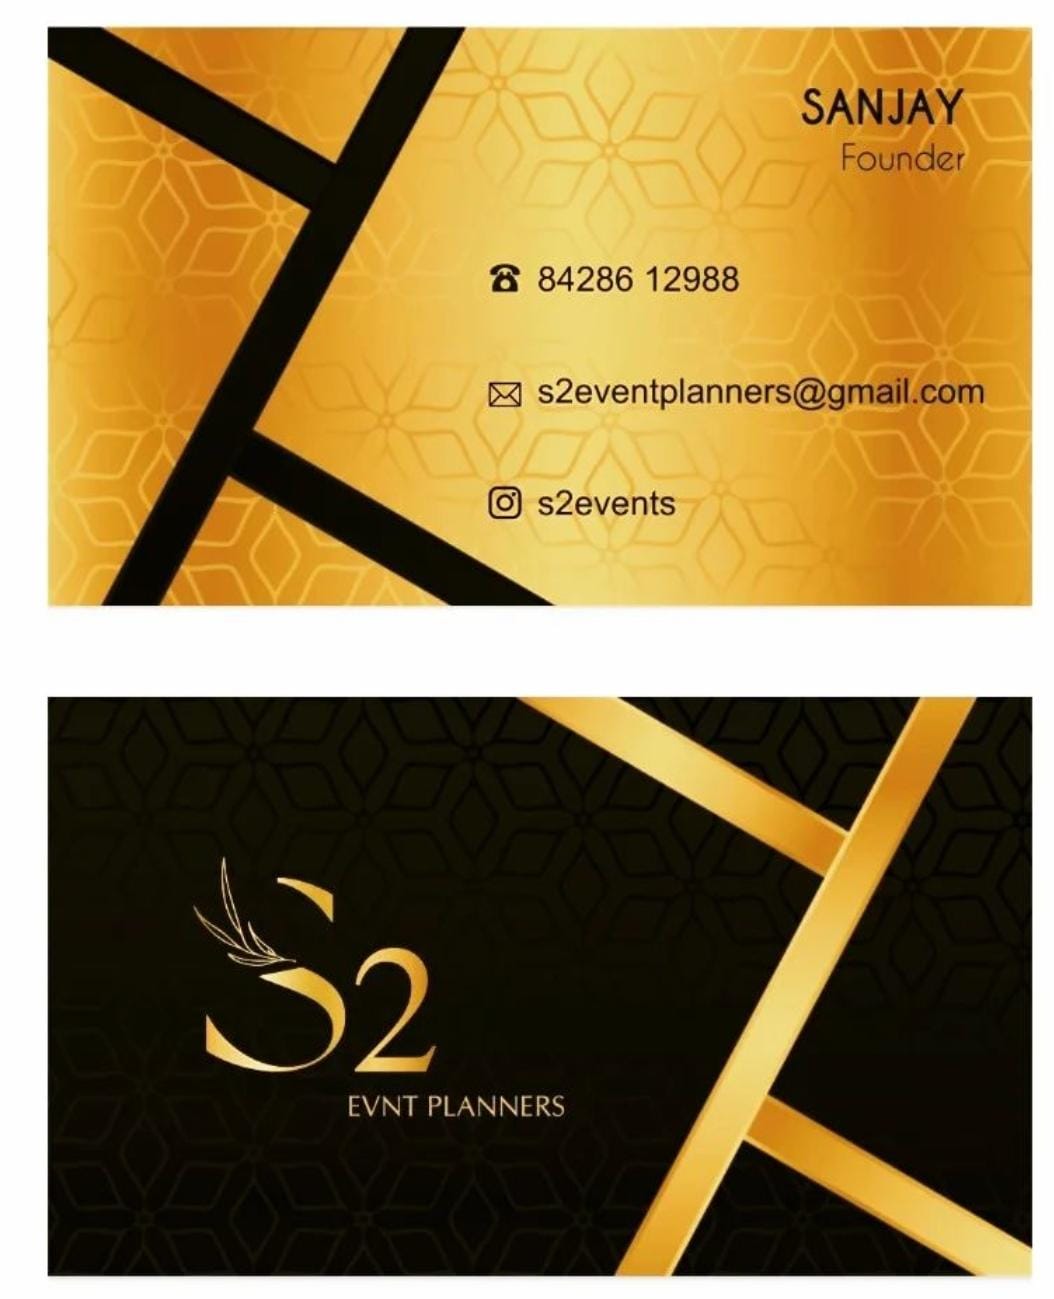 SANJAY
Founder
84286 12988
s2eventplanners@gmail.com
s2events
S2
EVNT PLANNERS